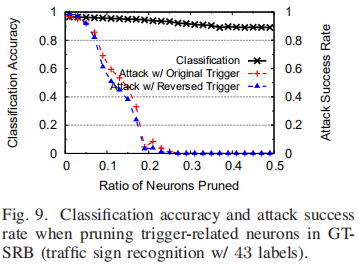 1
0.8
0.6
0.4
0.2
0
1
0.8
0.6
0.4
0.2
0
0
0.1
0.2
0.3
0.4
0.5
Classification Accuracy
Attack Success Rate
Classification
Attack w/ Original Trigger
Attack w/ Reversed Trigger
Ratio of Neurons Pruned
Fig. 9. Classification accuracy and attack success
rate when pruning trigger-related neurons in GT-
SRB (traffic sign recognition w/ 43 labels).